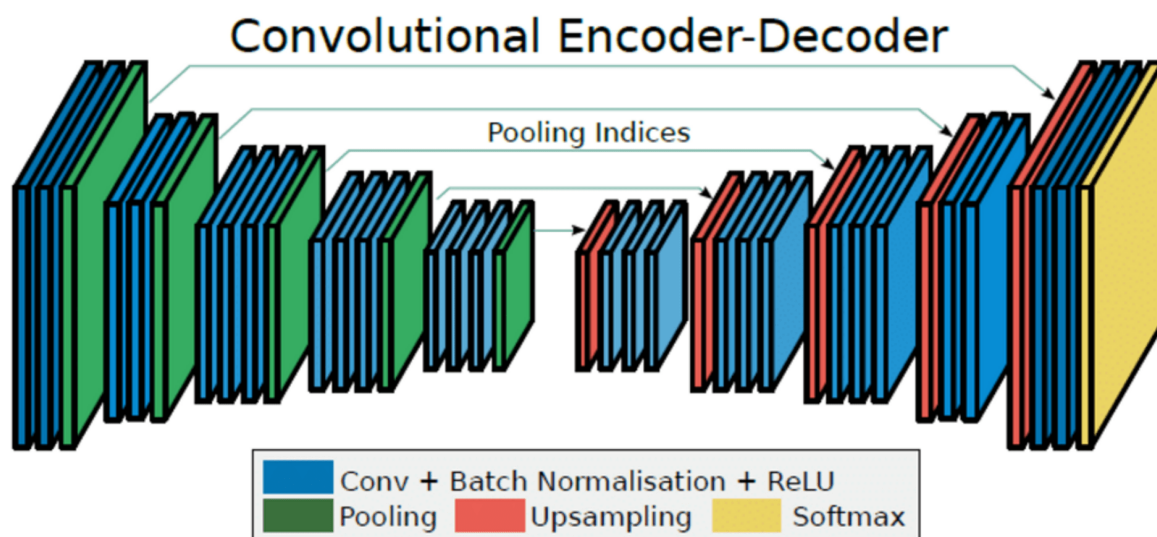 Convolutional Encoder-Decoder
Pooling Indices
Conv + Batch Normalisation + ReLU
Pooling Upsampling Softmax